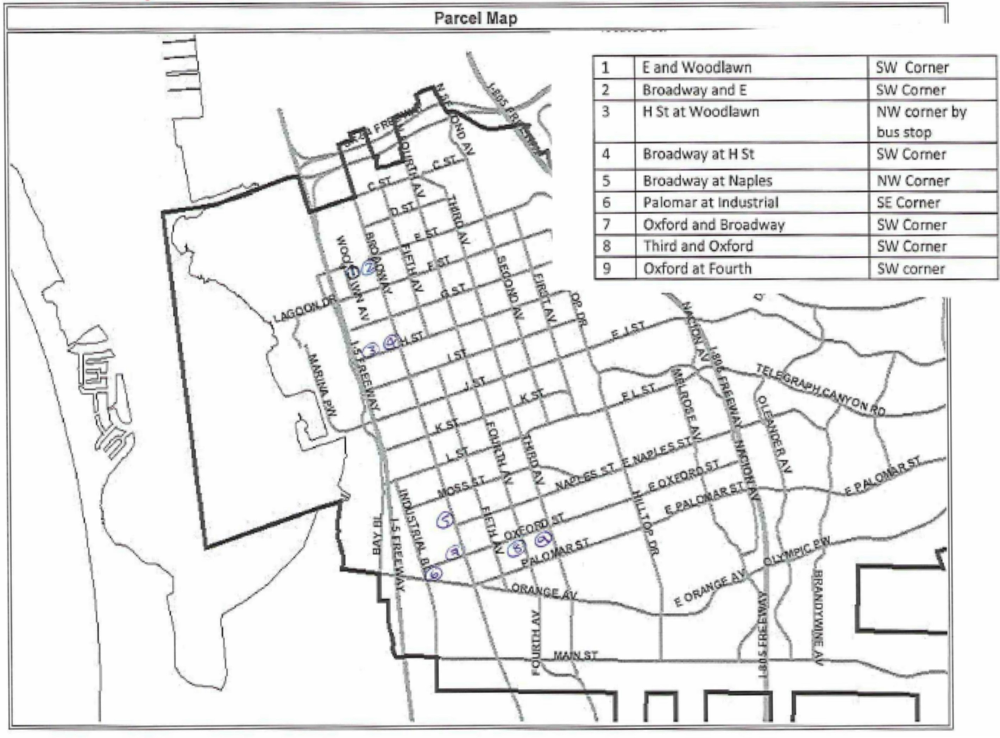 Parcel Map
1 E and Woodlawn SW Corner
2 Broadway and E SW Corner
3 H St at Woodlawn NW corner by
bus stop
4 Broadway at H St SW Corner
5 Broadway at Naples NW Corner
6 Palomar at Industrial SE Corner
7 Oxford and Broadway SW Corner
8 Third and Oxford SW Corner
9 Oxford at Fourth SW corner
I-805 FREEWAY
C ST
C ST
D ST
N FOURTH AV
THIRD AV
BROADWAY
FIFTH AV
1
2
SECOND AV
FIRST AV
G ST
LAGOON DR
OP DR
NACION AV
E J ST
3
4
H ST
I-5 FREEWAY
I ST
MARINA PW
J ST
K ST
E L ST
MELROSE AV
I-805 FREEWAY
TELEGRAPH CANYON RD
OLEANDER AV
K ST
FOURTH AV
THIRD AV
L ST
E NAPLES ST
NACION AV
MOSS ST
NAPLES ST
E OXFORD ST
E PALOMAR ST
E PALOMAR ST
INDUSTRIAL BL
HILLTOP DR
5
FIFTH AV
OXFORD ST
BAY BL
I-5 FREEWAY
8
9
PALOMAR ST
6
OLYMPIC PW
ORANGE AV
E ORANGE AV
BRANDYWINE AV
FOURTH AV
MAIN ST
I-805 FREEWAY